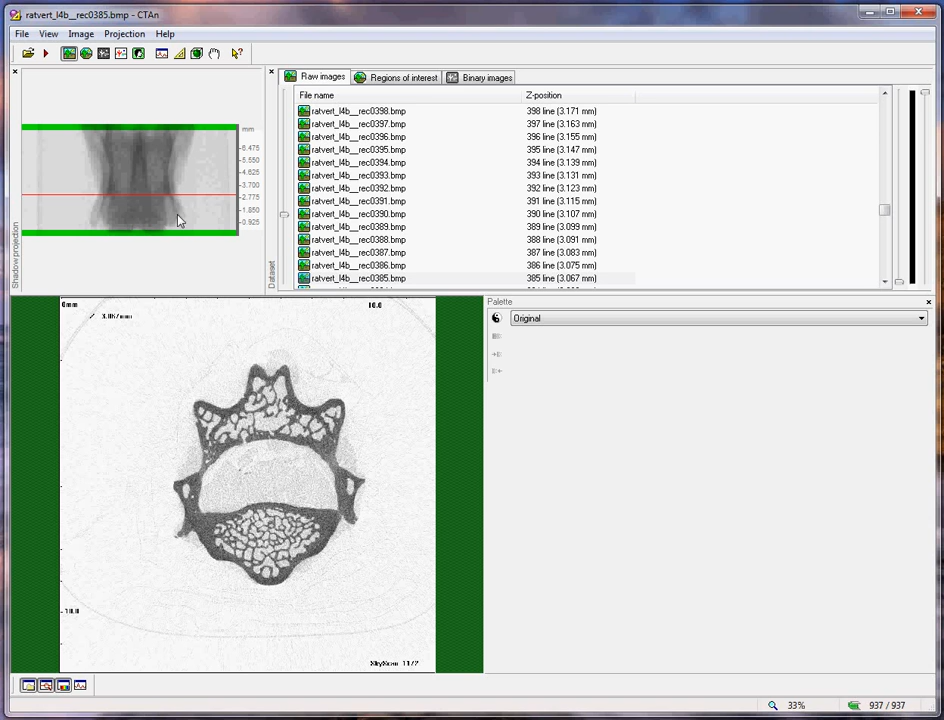 ratvert_l4b__rec0385.bmp - CTAn
File View Image Projection Help
Shadow projection
mm
6.475
5.550
4.625
3.700
2.775
1.850
0.925
Dataset
Raw images Regions of interest Binary images
File name Z-position
ratvert_l4b__rec0398.bmp 398 line (3.171 mm)
ratvert_l4b__rec0397.bmp 397 line (3.163 mm)
ratvert_l4b__rec0396.bmp 396 line (3.155 mm)
ratvert_l4b__rec0395.bmp 395 line (3.147 mm)
ratvert_l4b__rec0394.bmp 394 line (3.139 mm)
ratvert_l4b__rec0393.bmp 393 line (3.131 mm)
ratvert_l4b__rec0392.bmp 392 line (3.123 mm)
ratvert_l4b__rec0391.bmp 391 line (3.115 mm)
ratvert_l4b__rec0390.bmp 390 line (3.107 mm)
ratvert_l4b__rec0389.bmp 389 line (3.099 mm)
ratvert_l4b__rec0388.bmp 388 line (3.091 mm)
ratvert_l4b__rec0387.bmp 387 line (3.083 mm)
ratvert_l4b__rec0386.bmp 386 line (3.075 mm)
ratvert_l4b__rec0385.bmp 385 line (3.067 mm)
0mm 10.0
3.067mm
10.0
SkyScan 1172
Palette
Original
33% 937 / 937